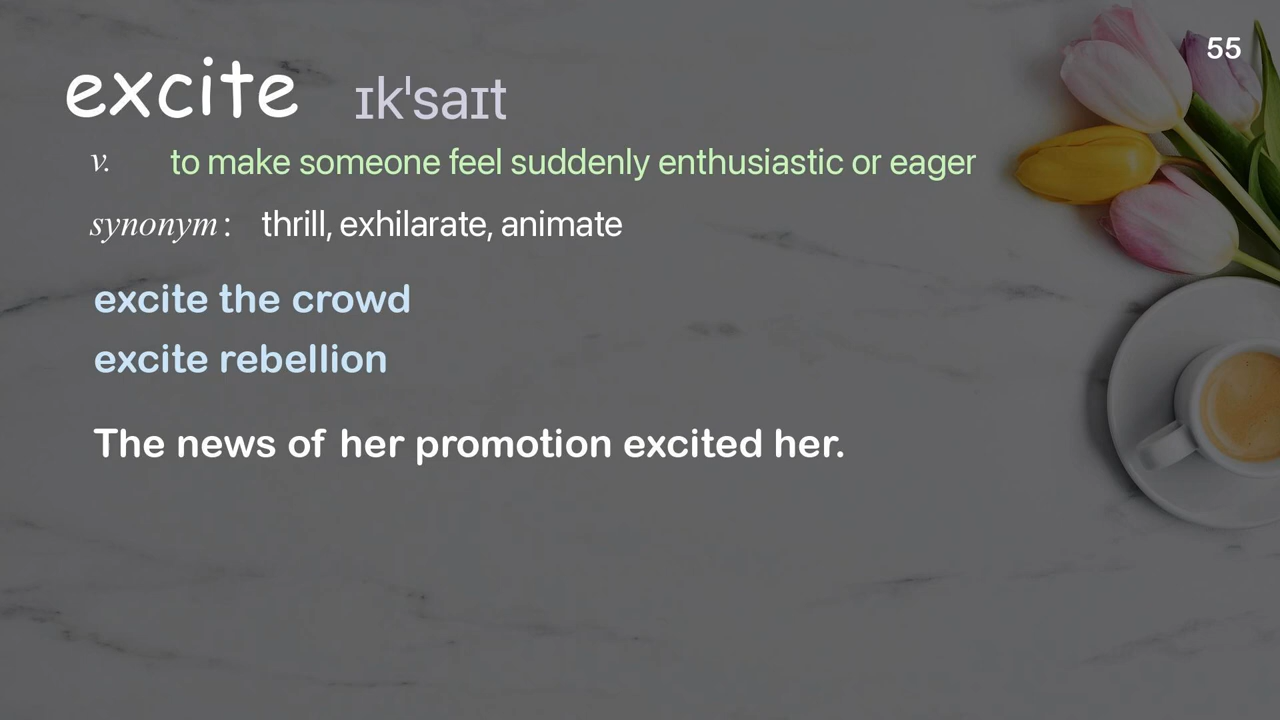 55
excite ɪkˈsaɪt
v. to make someone feel suddenly enthusiastic or eager
synonym: thrill, exhilarate, animate
excite the crowd
excite rebellion
The news of her promotion excited her.